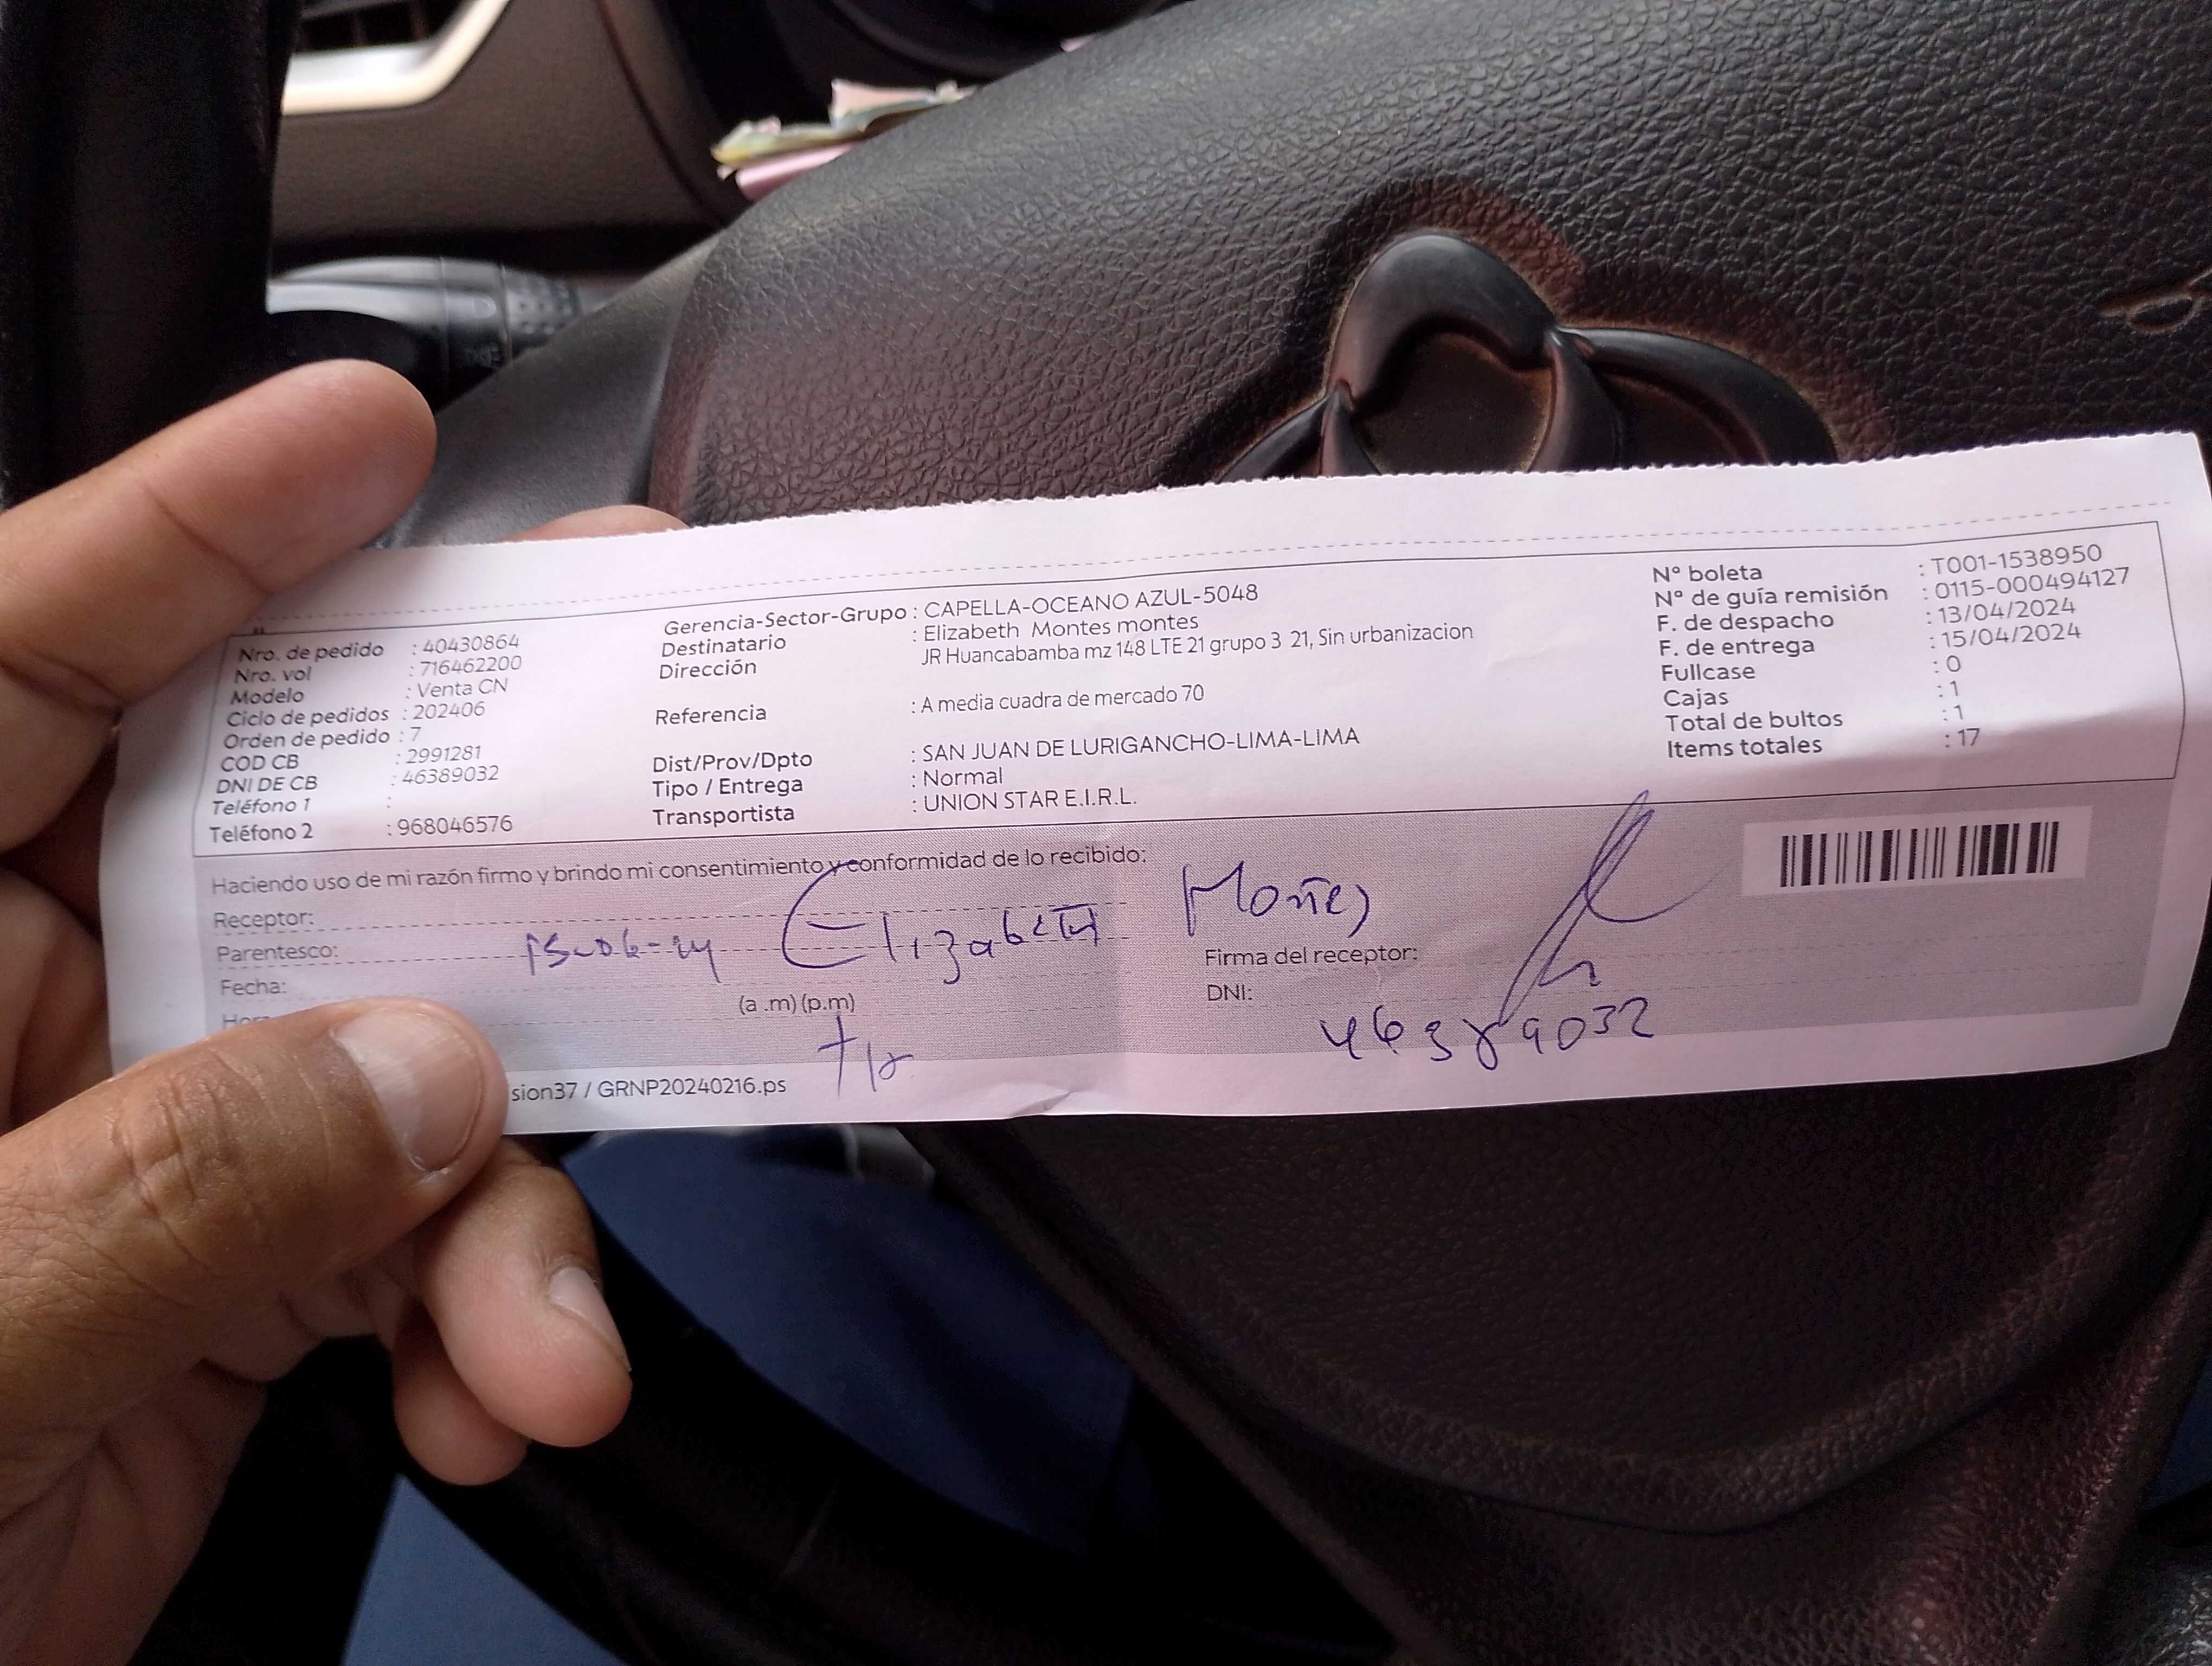 Nro. de pedido : 40430864
Nro. vol : 716462200
Modelo : Venta CN
Ciclo de pedidos : 202406
Orden de pedido : 7
COD CB : 2991281
DNI DE CB : 46389032
Teléfono 1 :
Teléfono 2 : 968046576
Gerencia-Sector-Grupo : CAPELLA-OCEANO AZUL-5048
Destinatario : Elizabeth Montes montes
Dirección JR Huancabamba mz 148 LTE 21 grupo 3 21, Sin urbanizacion
Referencia : A media cuadra de mercado 70
Dist/Prov/Dpto : SAN JUAN DE LURIGANCHO-LIMA-LIMA
Tipo / Entrega : Normal
Transportista : UNION STAR E.I.R.L.
N° boleta : T001-1538950
N° de guía remisión : 0115-000494127
F. de despacho : 13/04/2024
F. de entrega : 15/04/2024
Fullcase : 0
Cajas : 1
Total de bultos : 1
Items totales : 17
Haciendo uso de mi razón firmo y brindo mi consentimiento y conformidad de lo recibido:
Receptor:
Parentesco: Elizabeth Montes
Fecha:
Hora
(a .m) (p.m)
Firma del receptor:
DNI:
46389032
sion37 / GRNP20240216.ps